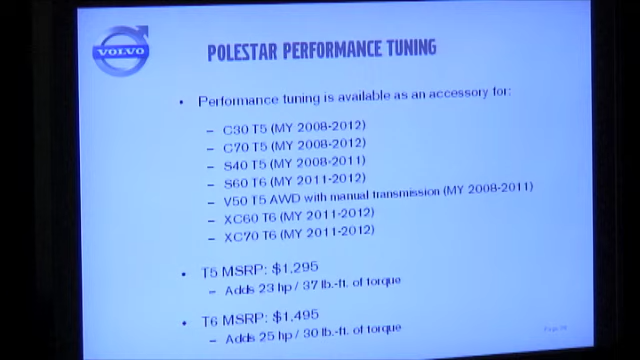 VOLVO
POLESTAR PERFORMANCE TUNING
• Performance tuning is available as an accessory for:
– C30 T5 (MY 2008-2012)
– C70 T5 (MY 2008-2012)
– S40 T5 (MY 2008-2011)
– S60 T6 (MY 2011-2012)
– V50 T5 AWD with manual transmission (MY 2008-2011)
– XC60 T6 (MY 2011-2012)
– XC70 T6 (MY 2011-2012)
• T5 MSRP: $1.295
– Adds 23 hp / 37 lb.-ft. of torque
• T6 MSRP: $1.495
– Adds 25 hp / 30 lb.-ft. of torque
Page